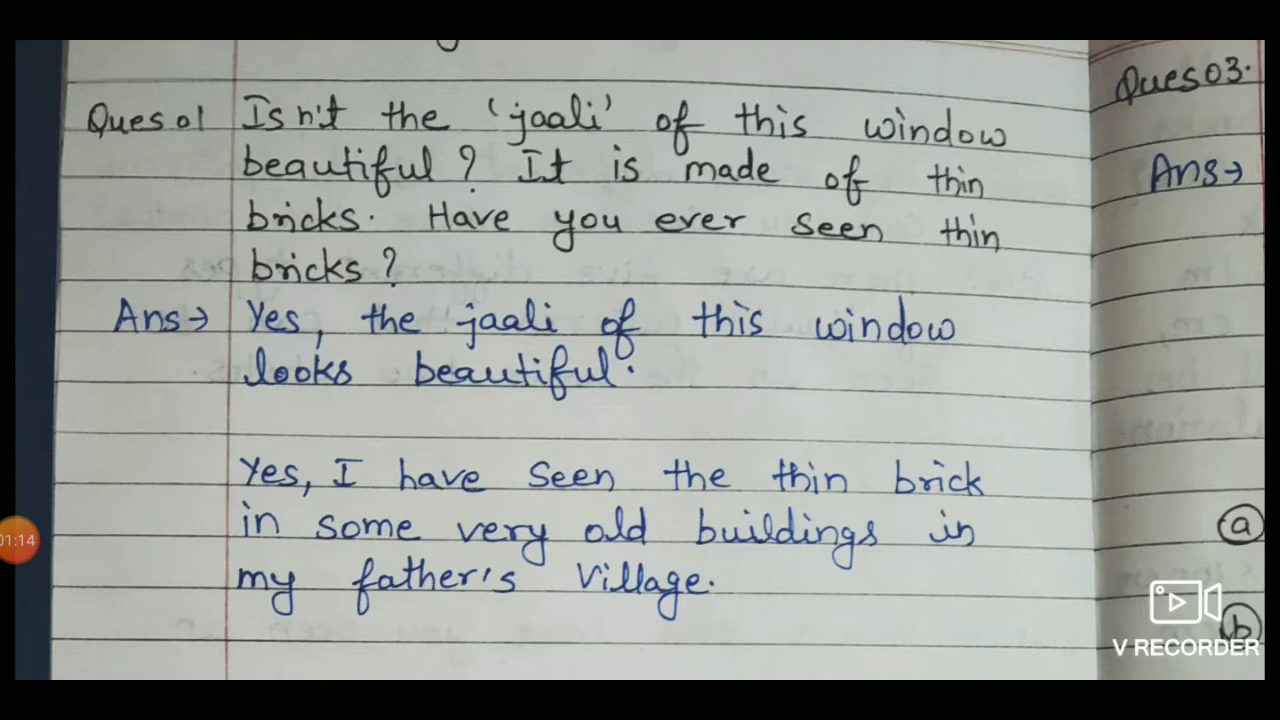 Ques 01 Isn't the 'jaali' of this window
beautiful? It is made of thin
bricks. Have you ever seen thin
bricks?
Ans→ Yes, the jaali of this window
looks beautiful.
Yes, I have seen the thin brick
in some very old buildings in
my father's village.
Ques 03.
Ans→
a
b
01:14
V RECORDER